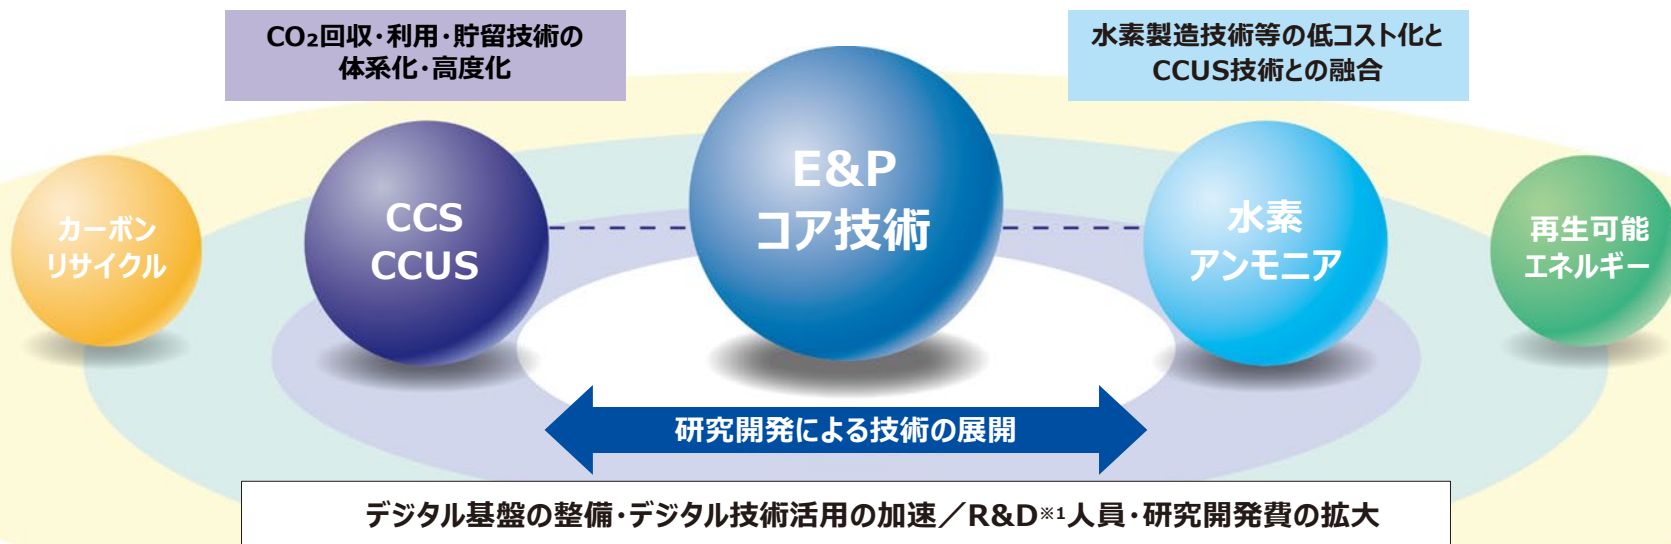 CO₂回収・利用・貯留技術の
体系化・高度化
水素製造技術等の低コスト化と
CCUS技術との融合
カーボン
リサイクル
CCS
CCUS
E&P
コア技術
水素
アンモニア
再生可能
エネルギー
研究開発による技術の展開
デジタル基盤の整備・デジタル技術活用の加速／R&D※1人員・研究開発費の拡大